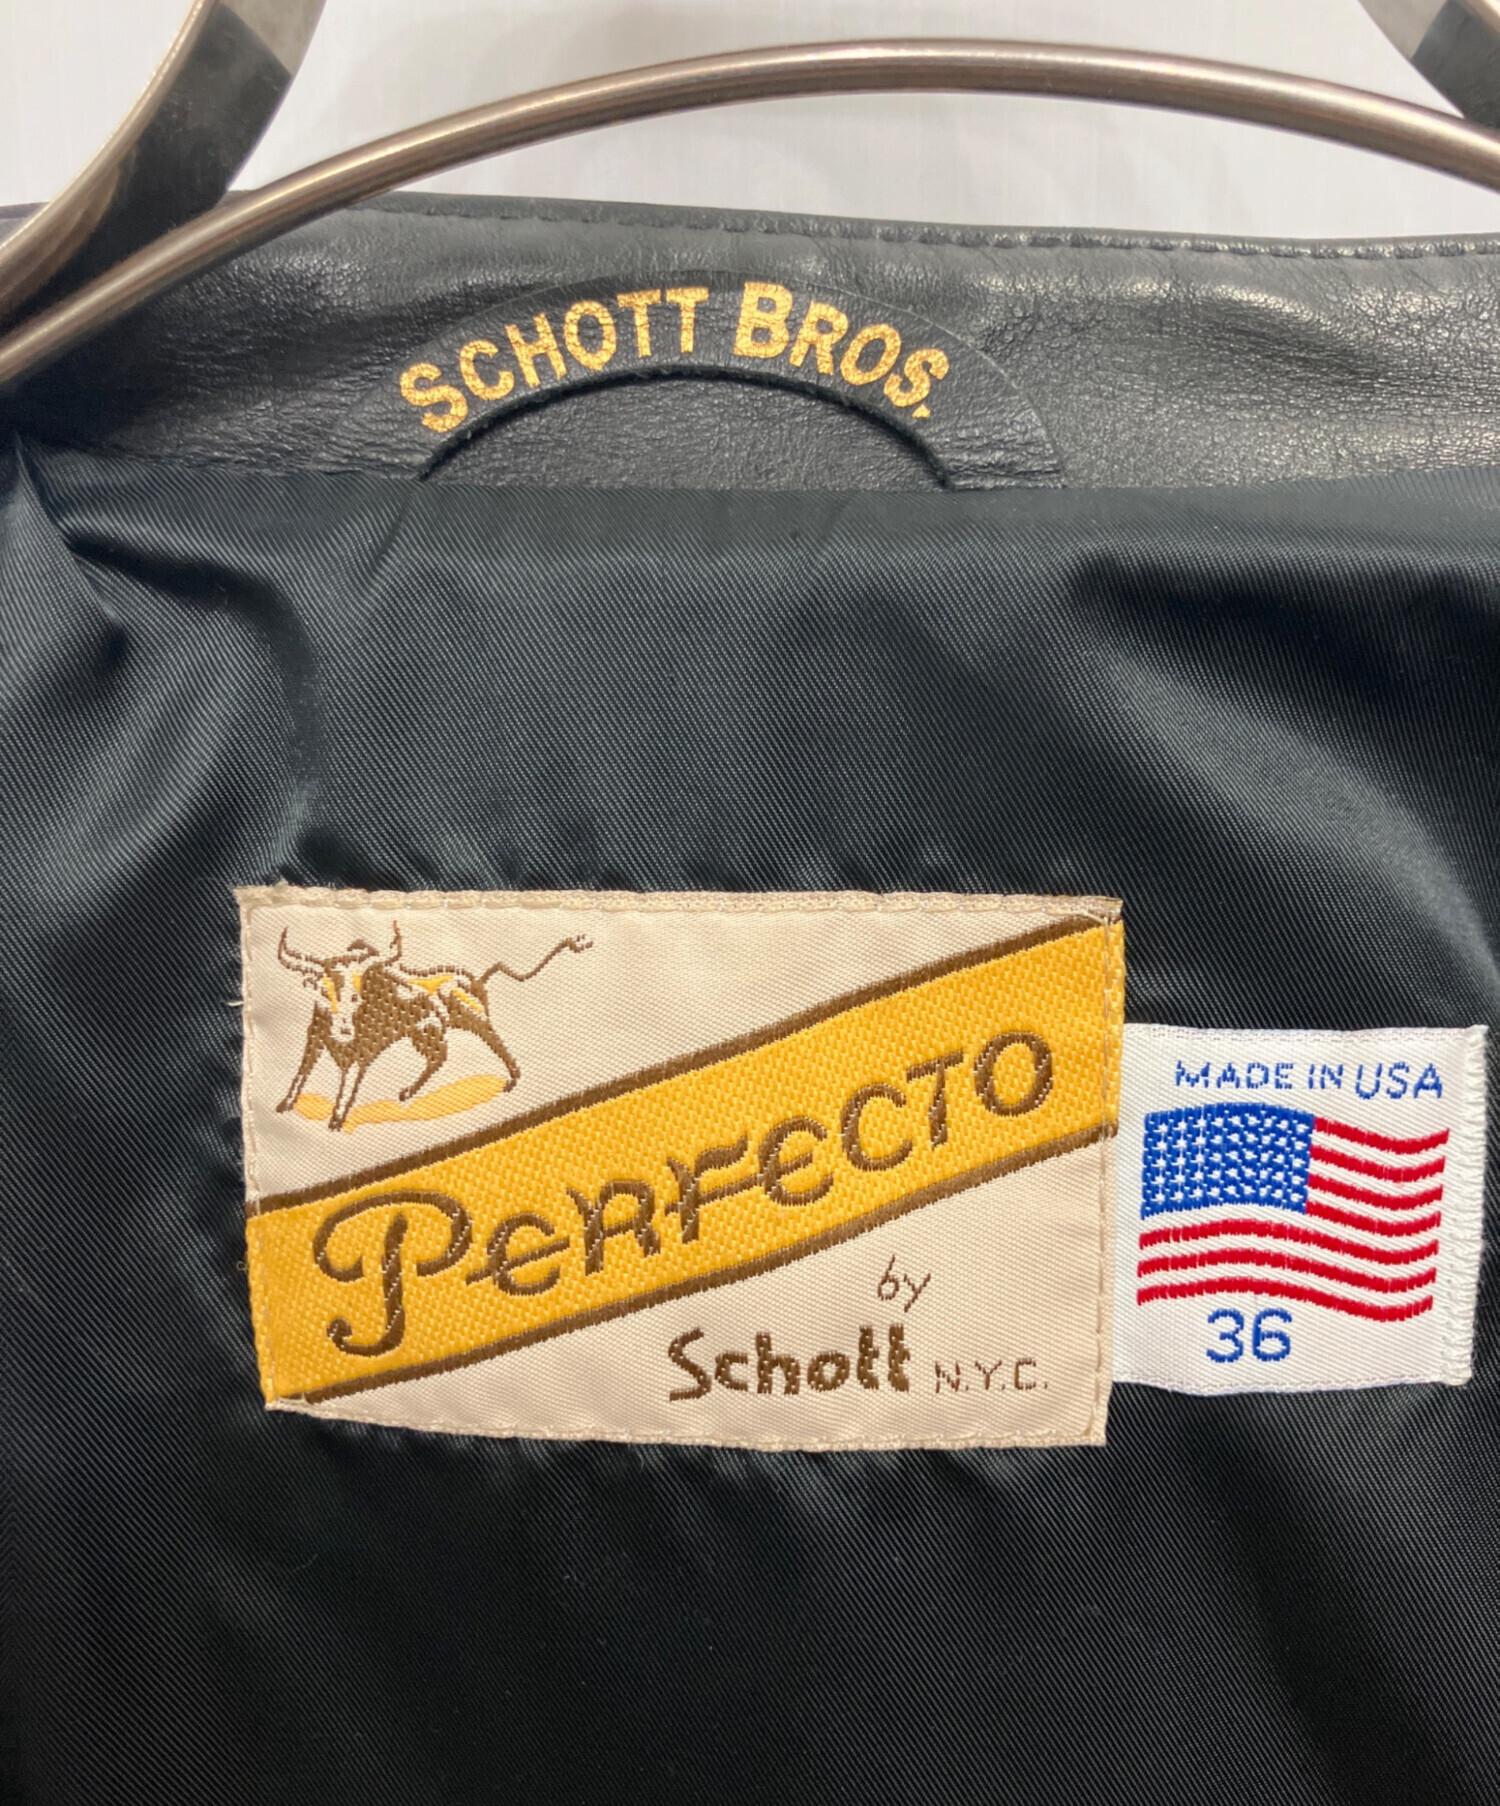 SCHOTT BROS.
PERFECTO
by
Schott N.Y.C.
MADE IN USA
36